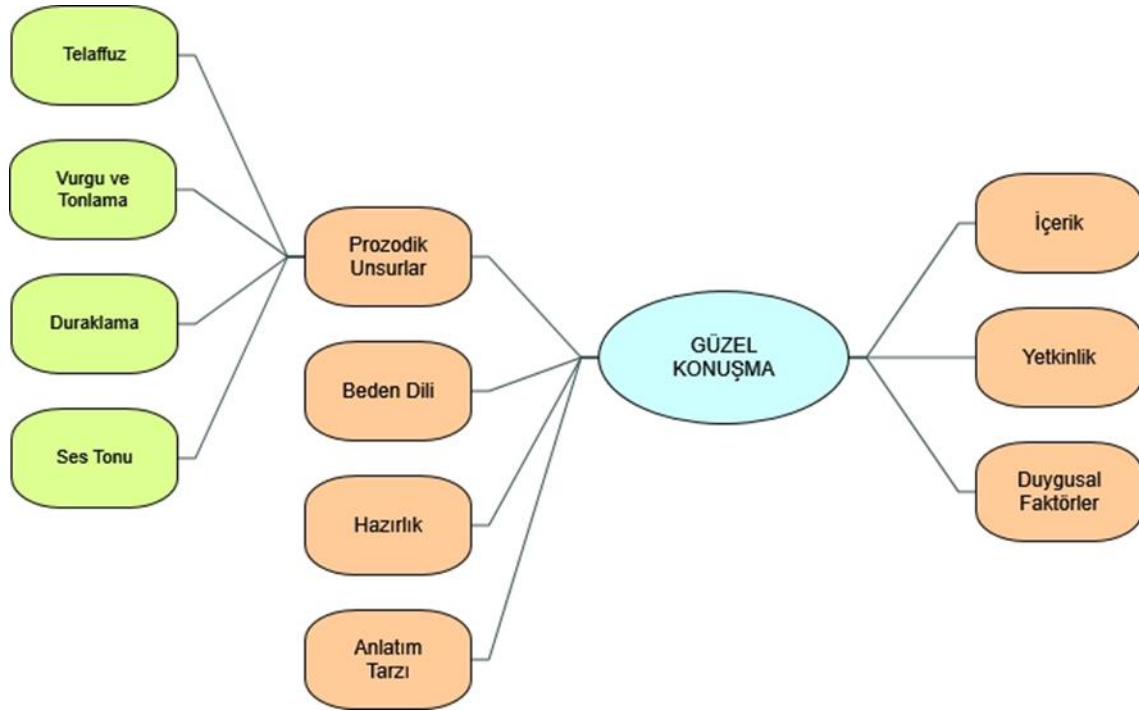 Telaffuz
Vurgu ve
Tonlama
Duraklama
Ses Tonu
Prozodik
Unsurlar
Beden Dili
Hazırlık
Anlatım
Tarzı
GÜZEL
KONUŞMA
İçerik
Yetkinlik
Duygusal
Faktörler